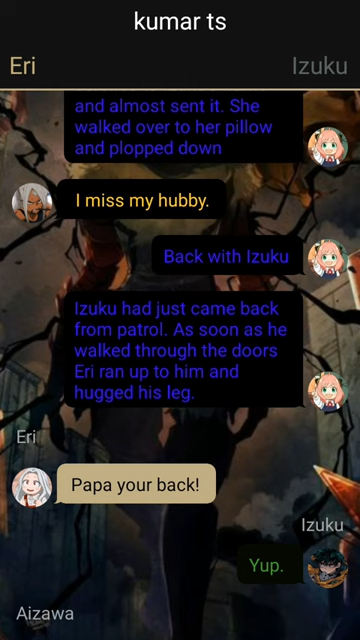 kumar ts
Eri
Izuku
and almost sent it. She
walked over to her pillow
and plopped down
I miss my hubby.
Back with Izuku
Izuku had just came back
from patrol. As soon as he
walked through the doors
Eri ran up to him and
hugged his leg.
Eri
Papa your back!
Izuku
Yup.
Aizawa